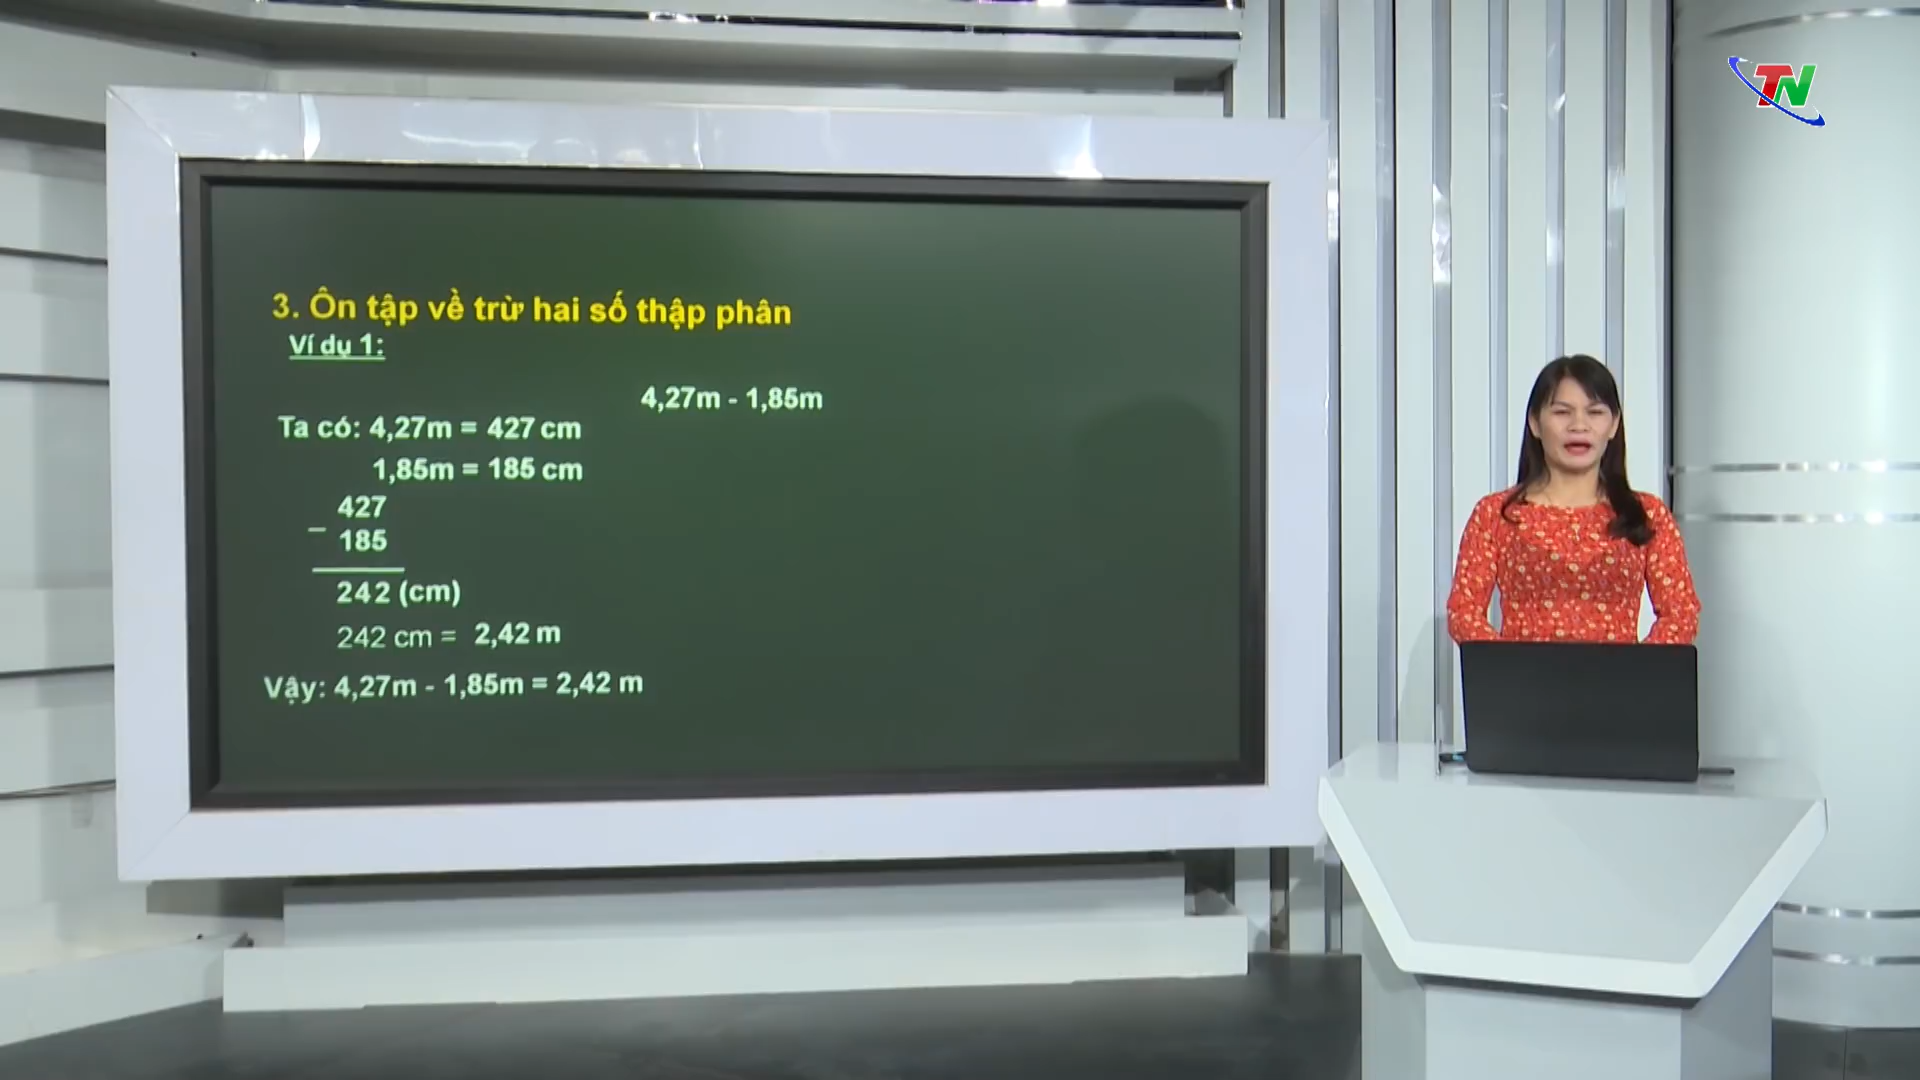 TN
3. Ôn tập về trừ hai số thập phân
Ví dụ 1:
4,27m - 1,85m
Ta có: 4,27m = 427 cm
1,85m = 185 cm
427
–
185
242 (cm)
242 cm = 2,42 m
Vậy: 4,27m - 1,85m = 2,42 m